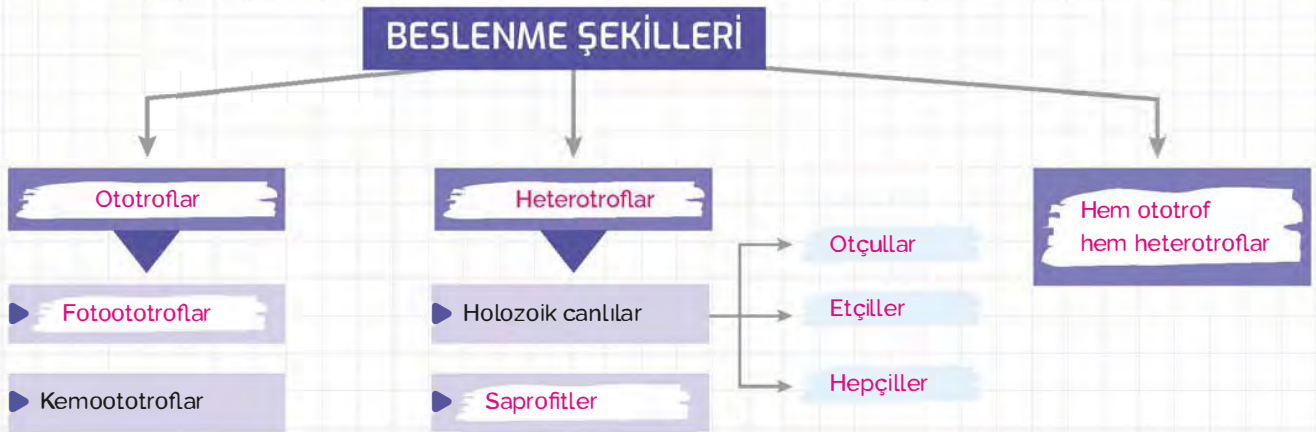 BESLENME ŞEKİLLERİ
Ototroflar
Fotoototroflar
Kemoototroflar
Heterotroflar
Holozoik canlılar
Saprofitler
Otçullar
Etçiller
Hepçiller
Hem ototrof
hem heterotroflar